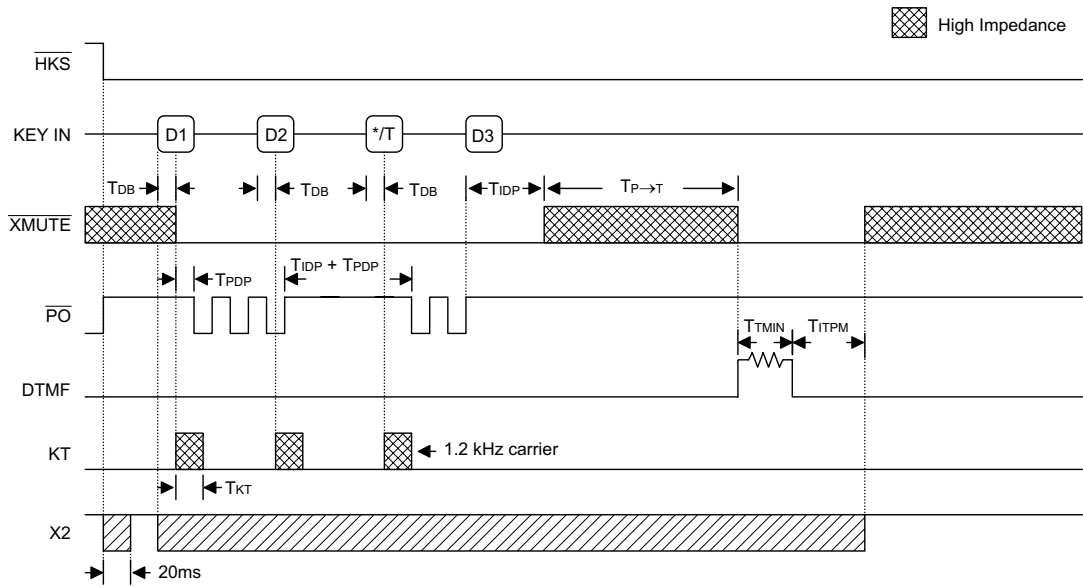 High Impedance
HKS
KEY IN D1 D2 */T D3
TDB TDB TDB TIDP TP→T
XMUTE
TPDP TIDP + TPDP
PO
TTMIN TITPM
DTMF
KT 1.2 kHz carrier
TKT
X2
20ms